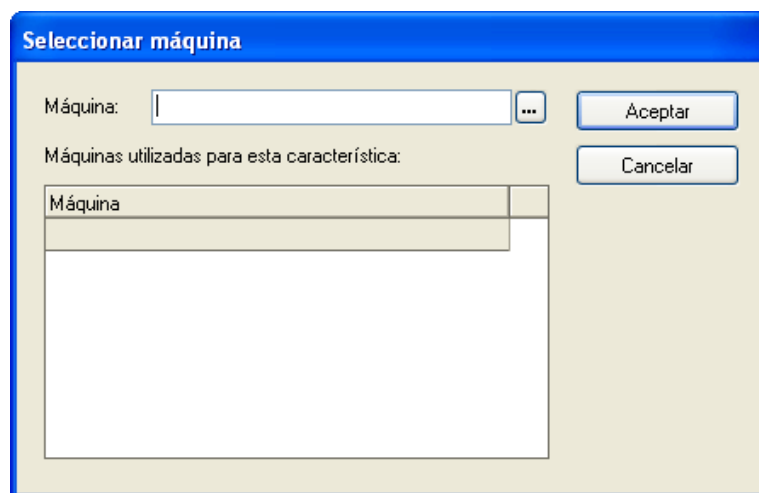 Seleccionar máquina
Máquina:
...
Aceptar
Máquinas utilizadas para esta característica:
Cancelar
Máquina